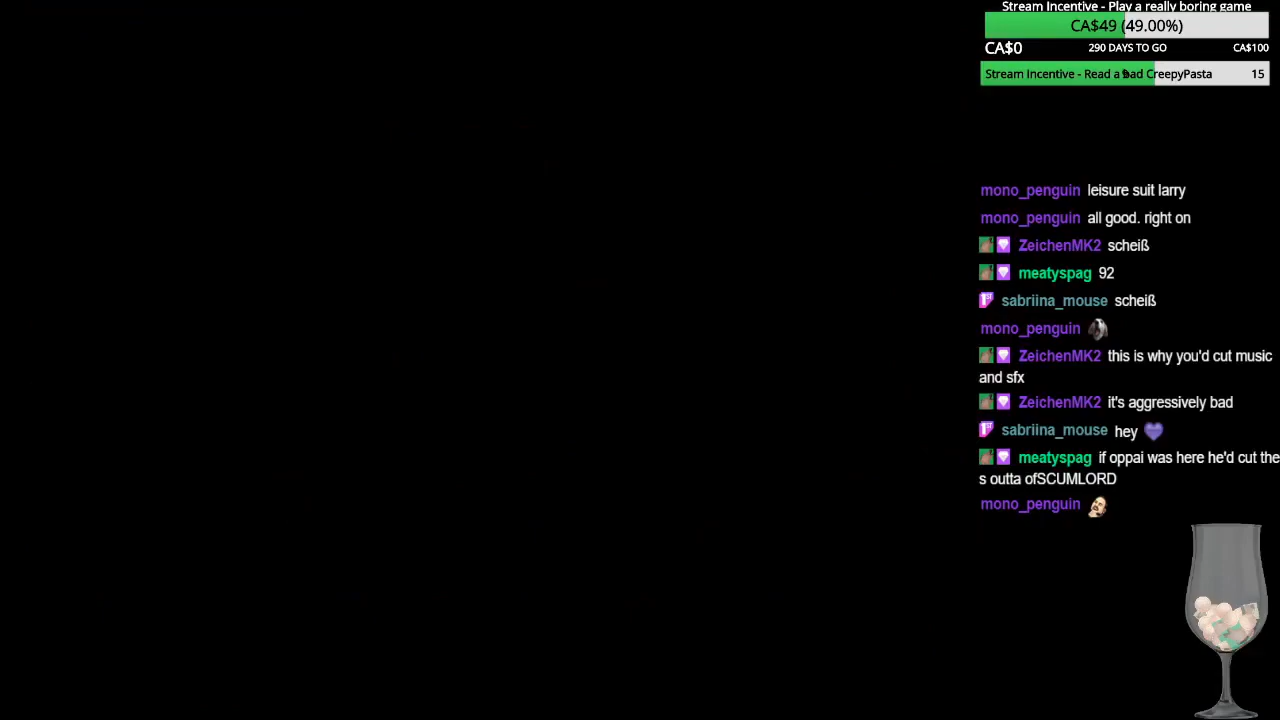 Stream Incentive - Play a really boring game
CA$49 (49.00%)
CA$0 290 DAYS TO GO CA$100
Stream Incentive - Read a bad CreepyPasta 9 15
mono_penguin leisure suit larry
mono_penguin all good. right on
ZeichenMK2 scheiß
meatyspag 92
sabriina_mouse scheiß
mono_penguin
ZeichenMK2 this is why you'd cut music
and sfx
ZeichenMK2 it's aggressively bad
sabriina_mouse hey
meatyspag if oppai was here he'd cut the
s outta ofSCUMLORD
mono_penguin